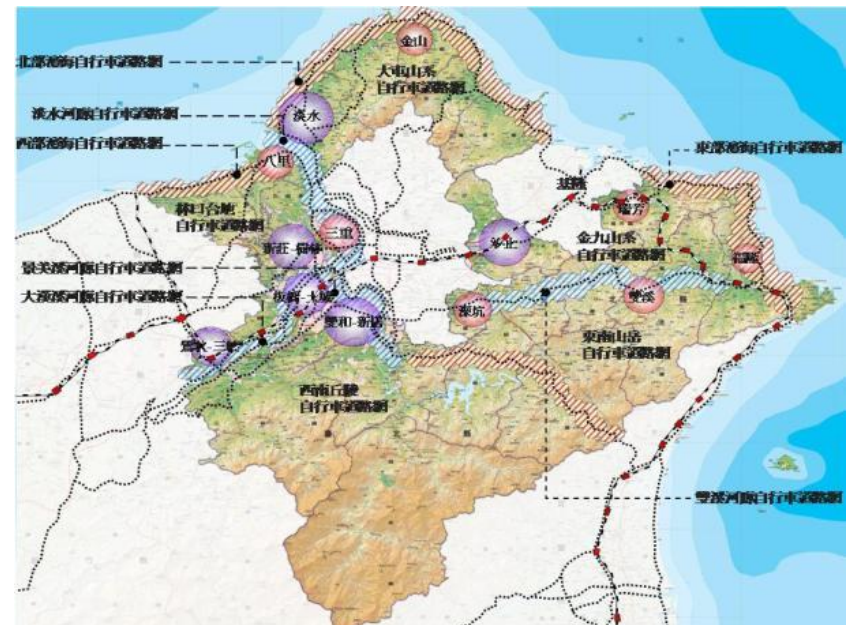 北部濱海自行車道路網
淡水河廊自行車道路網
西部濱海自行車道路網
金山
大屯山系
自行車道路網
淡水
八里
東部濱海自行車道路網
林口台地
自行車道路網
三重
基隆
瑞芳
新莊-樹林
汐止
金九山系
自行車道路網
福隆
景美溪河廊自行車道路網
大漢溪河廊自行車道路網
板橋-土城
雙和-新店
深坑
雙溪
鶯歌-三峽
東南山岳
自行車道路網
西南丘陵
自行車道路網
雙溪河廊自行車道路網